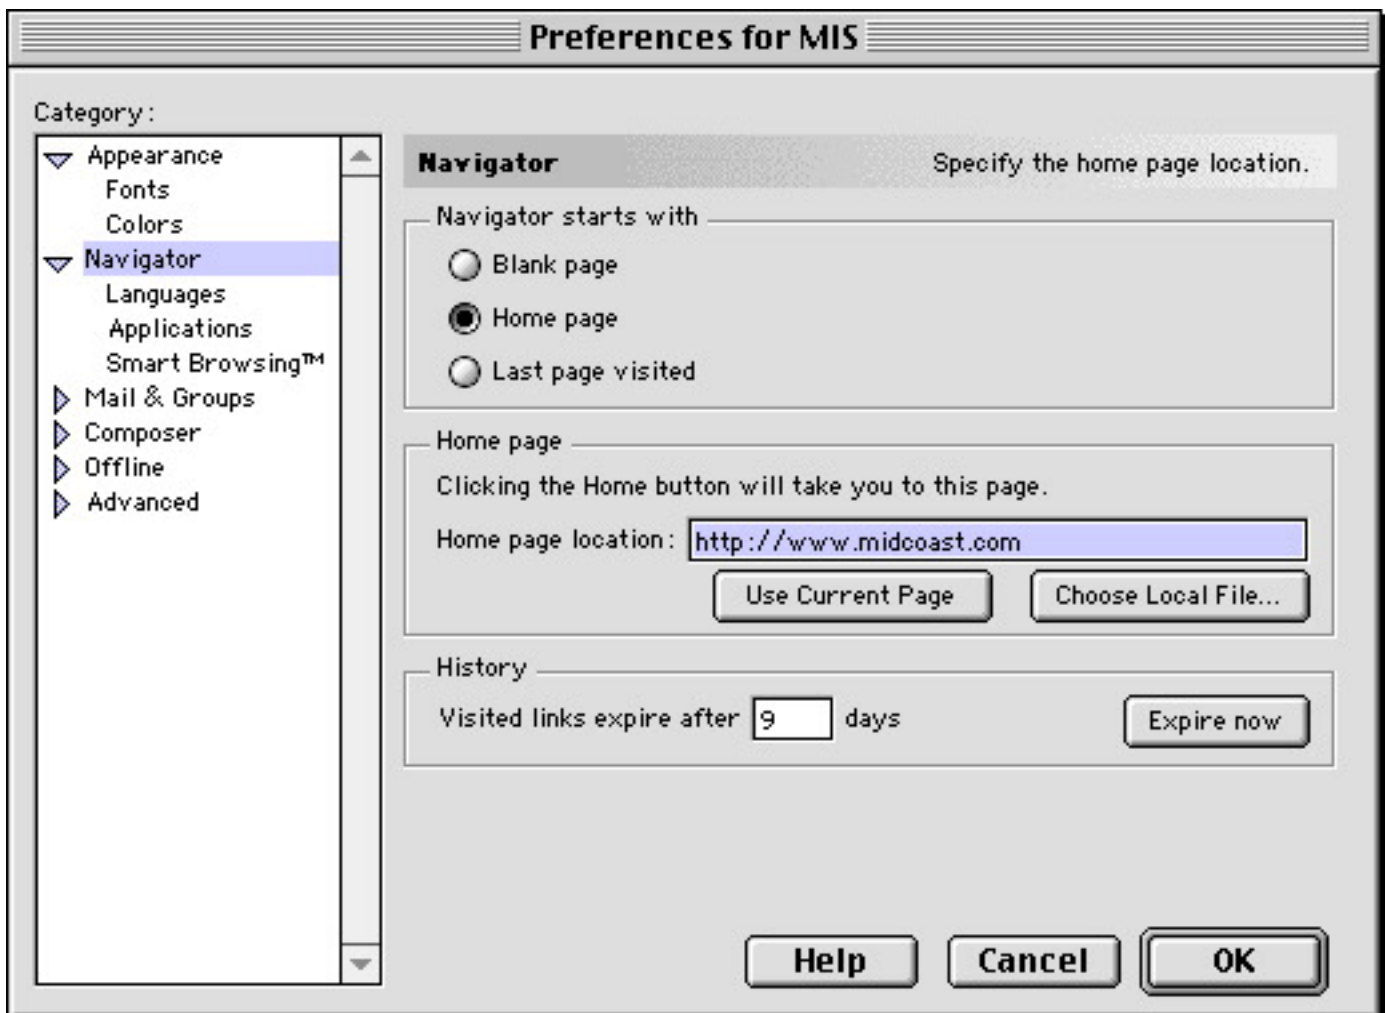 Preferences for MIS
Category:
Appearance
Fonts
Colors
Navigator
Languages
Applications
Smart Browsing™
Mail & Groups
Composer
Offline
Advanced
Navigator
Specify the home page location.
Navigator starts with
Blank page
Home page
Last page visited
Home page
Clicking the Home button will take you to this page.
Home page location: http://www.midcoast.com
Use Current Page
Choose Local File...
History
Visited links expire after 9 days
Expire now
Help
Cancel
OK